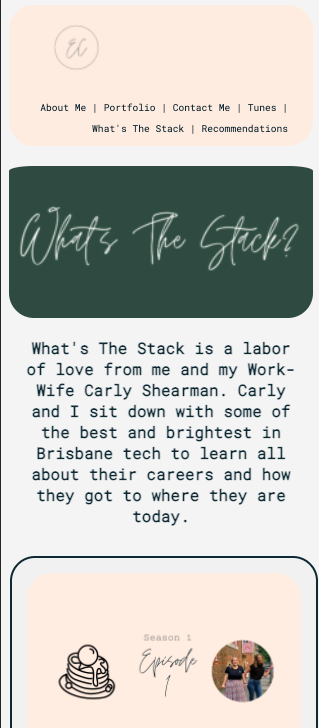 EC
About Me | Portfolio | Contact Me | Tunes |
What's The Stack | Recommendations
What's The Stack?
What's The Stack is a labor
of love from me and my Work-
Wife Carly Shearman. Carly
and I sit down with some of
the best and brightest in
Brisbane tech to learn all
about their careers and how
they got to where they are
today.
Season 1
Episode
1